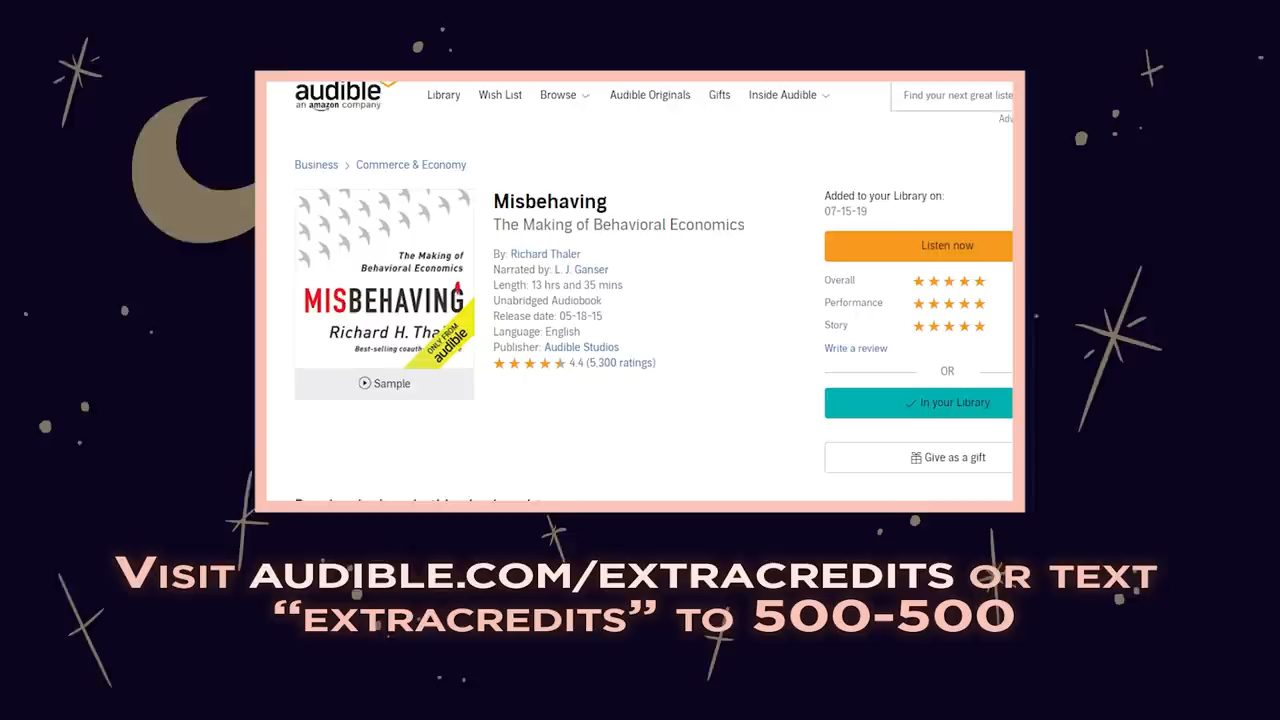 audible
an amazon company
Library Wish List Browse Audible Originals Gifts Inside Audible Find your next great liste
Adv
Business > Commerce & Economy
The Making of
Behavioral Economics
MISBEHAVING
Richard H. Tha
Best-selling coauth
ONLY FROM
audible
Sample
Misbehaving
The Making of Behavioral Economics
By: Richard Thaler
Narrated by: L. J. Ganser
Length: 13 hrs and 35 mins
Unabridged Audiobook
Release date: 05-18-15
Language: English
Publisher: Audible Studios
4.4 (5,300 ratings)
Added to your Library on:
07-15-19
Listen now
Overall
Performance
Story
Write a review
OR
In your Library
Give as a gift
VISIT AUDIBLE.COM/EXTRACREDITS OR TEXT
“EXTRACREDITS” TO 500-500